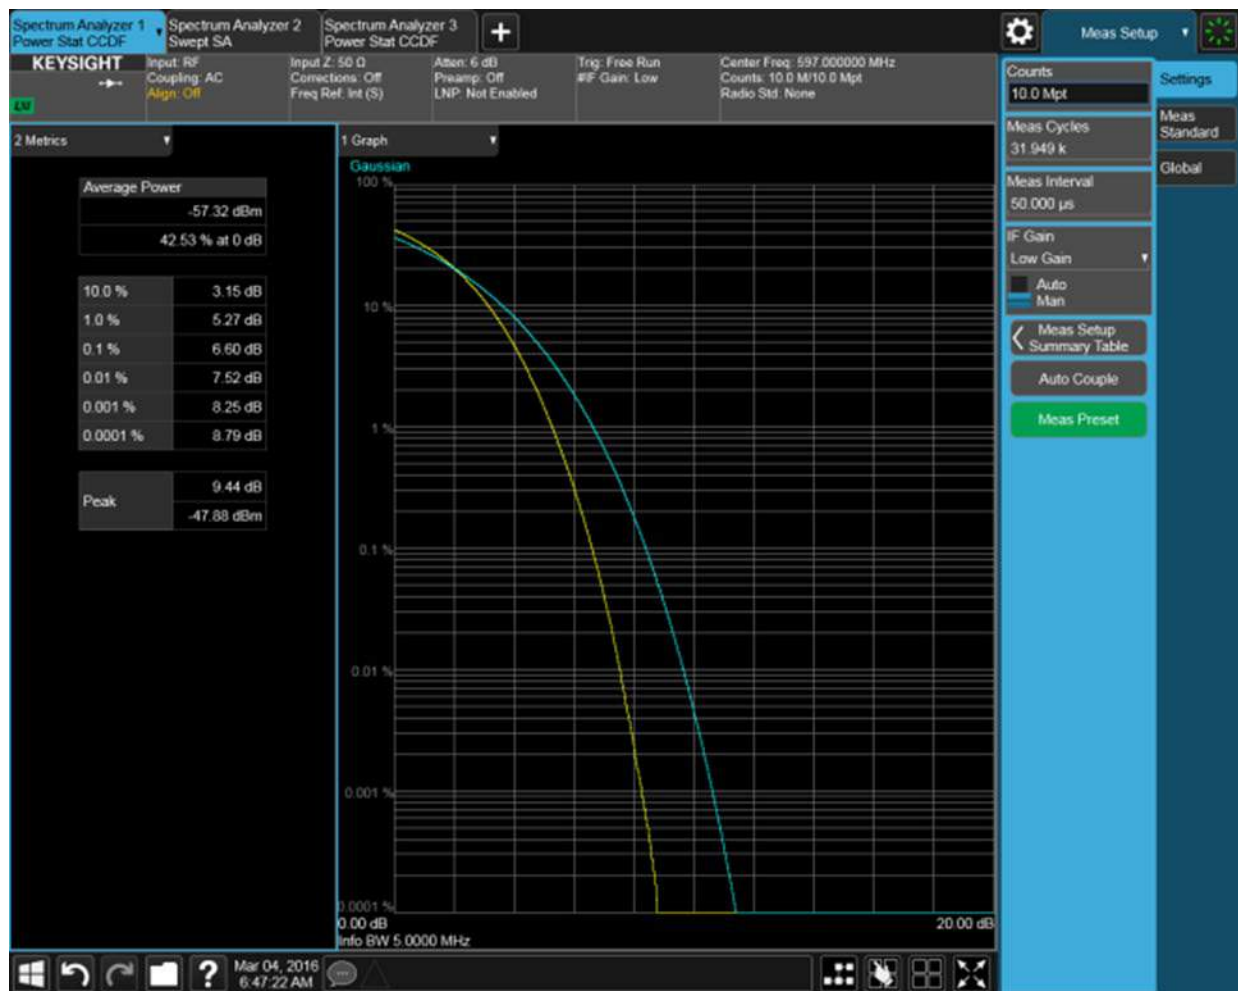 Spectrum Analyzer 1
Power Stat CCDF
Spectrum Analyzer 2
Swept SA
Spectrum Analyzer 3
Power Stat CCDF
Meas Setup
KEYSIGHT
Input: RF
Coupling: AC
Align: Off
Input Z: 50 Ω
Corrections: Off
Freq Ref: Int (S)
Atten: 6 dB
Preamp: Off
LNP: Not Enabled
Trig: Free Run
#IF Gain: Low
Center Freq: 597.000000 MHz
Counts: 10.0 M/10.0 Mpt
Radio Std: None
2 Metrics
Average Power
-57.32 dBm
42.53 % at 0 dB
10.0 % 3.15 dB
1.0 % 5.27 dB
0.1 % 6.60 dB
0.01 % 7.52 dB
0.001 % 8.25 dB
0.0001 % 8.79 dB
Peak
9.44 dB
-47.88 dBm
1 Graph
Gaussian
100 %
10 %
1 %
0.1 %
0.01 %
0.001 %
0.0001 %
0.00 dB
20.00 dB
Info BW 5.0000 MHz
Counts
10.0 Mpt
Meas Cycles
31.949 k
Meas Interval
50.000 µs
IF Gain
Low Gain
Auto
Man
Meas Setup
Summary Table
Auto Couple
Meas Preset
Settings
Meas
Standard
Global
?
Mar 04, 2016
6:47:22 AM